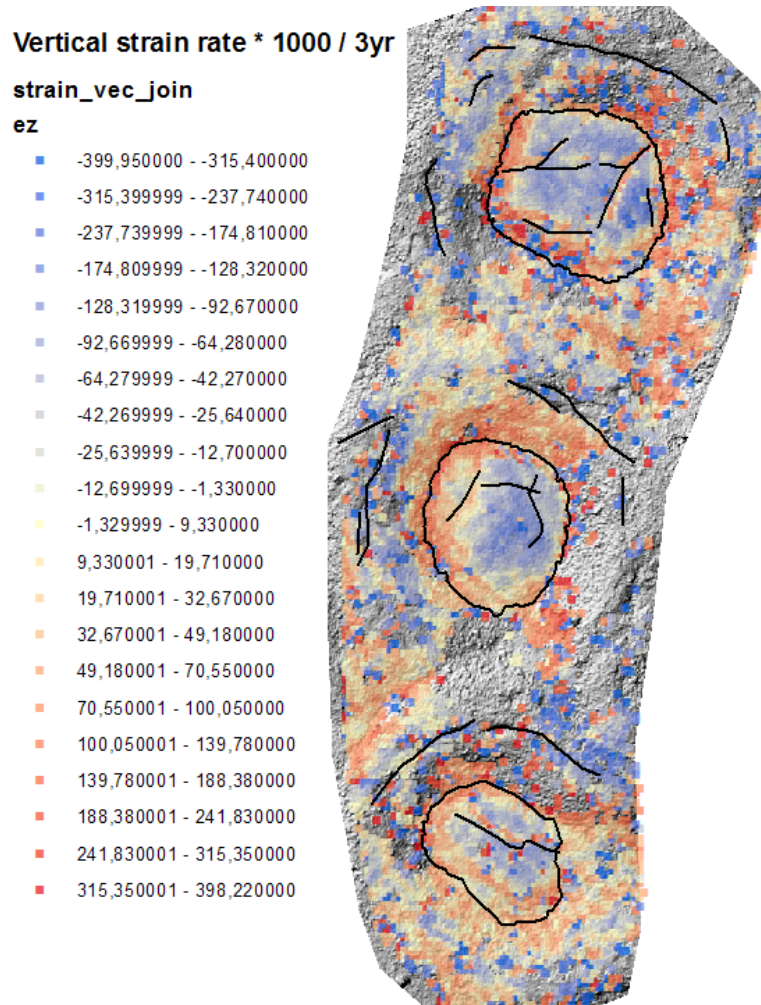 Vertical strain rate * 1000 / 3yr
strain_vec_join
ez
-399,950000 - -315,400000
-315,399999 - -237,740000
-237,739999 - -174,810000
-174,809999 - -128,320000
-128,319999 - -92,670000
-92,669999 - -64,280000
-64,279999 - -42,270000
-42,269999 - -25,640000
-25,639999 - -12,700000
-12,699999 - -1,330000
-1,329999 - 9,330000
9,330001 - 19,710000
19,710001 - 32,670000
32,670001 - 49,180000
49,180001 - 70,550000
70,550001 - 100,050000
100,050001 - 139,780000
139,780001 - 188,380000
188,380001 - 241,830000
241,830001 - 315,350000
315,350001 - 398,220000